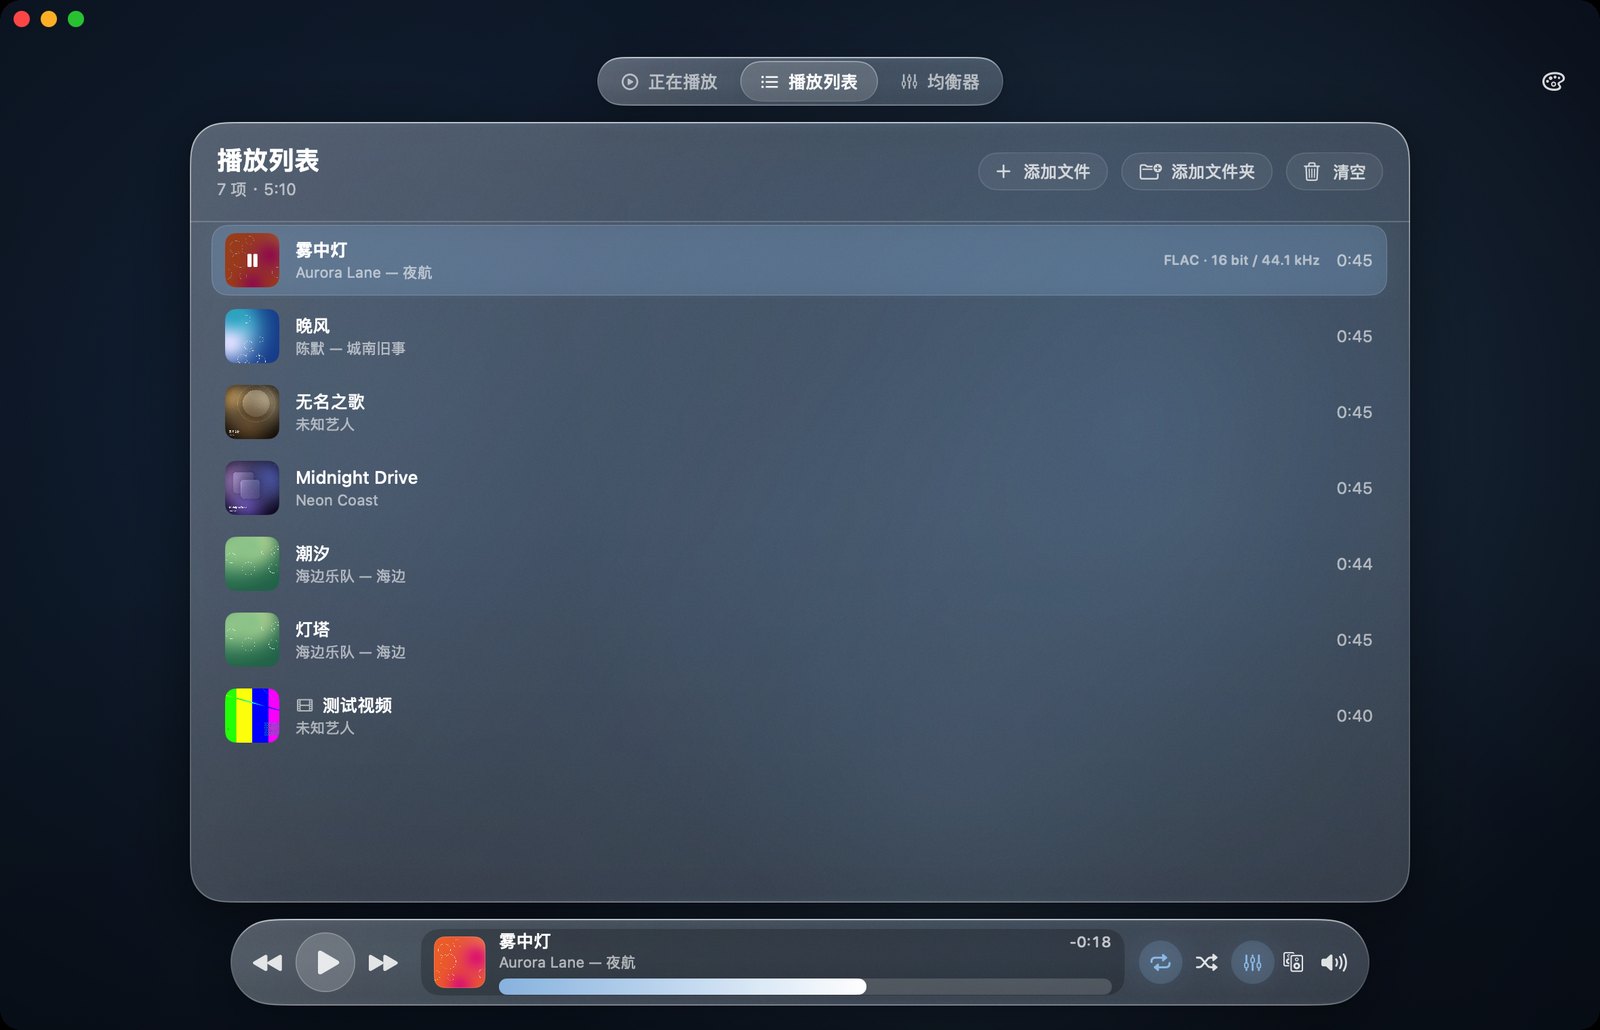 正在播放
播放列表
均衡器
播放列表
7 项 · 5:10
添加文件
添加文件夹
清空
雾中灯
Aurora Lane — 夜航
FLAC · 16 bit / 44.1 kHz
0:45
晚风
陈默 — 城南旧事
0:45
无名之歌
未知艺人
0:45
Midnight Drive
Neon Coast
0:45
潮汐
海边乐队 — 海边
0:44
灯塔
海边乐队 — 海边
0:45
测试视频
未知艺人
0:40
雾中灯
-0:18
Aurora Lane — 夜航